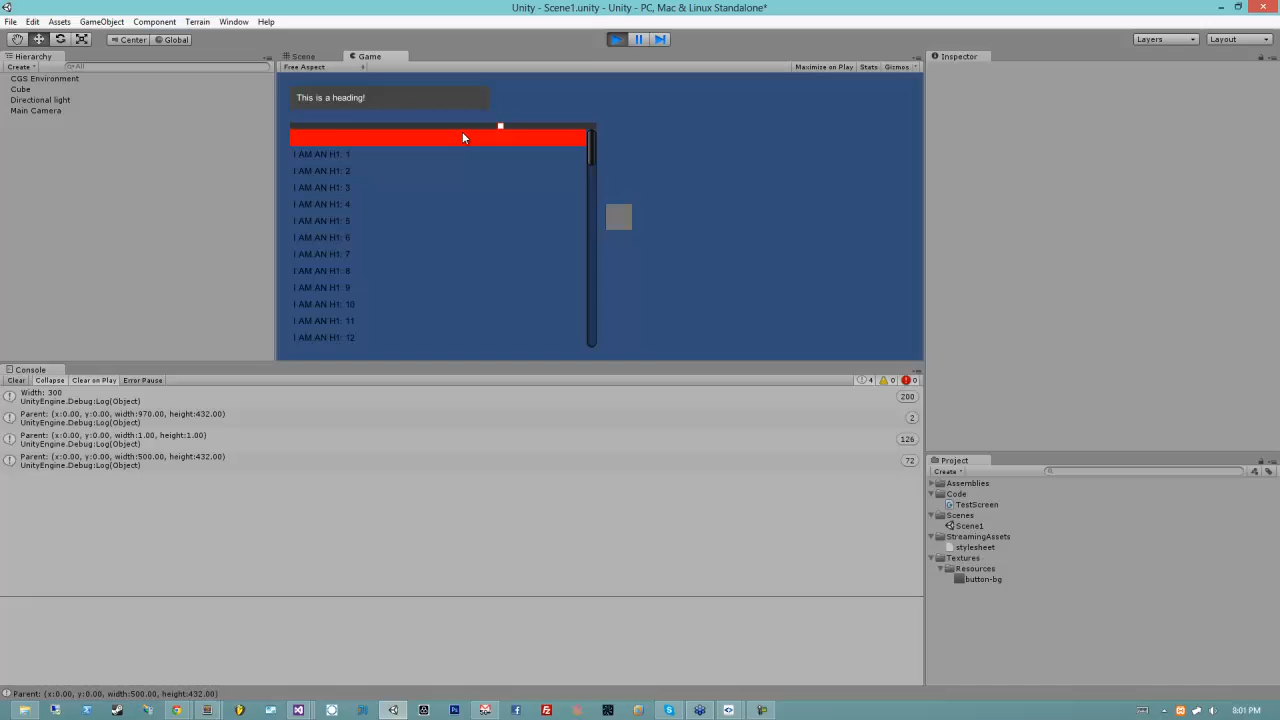 Unity - Scene1.unity - Unity - PC, Mac & Linux Standalone*
File Edit Assets GameObject Component Terrain Window Help
Center Global Layers Layout
Hierarchy Scene Game Inspector
Create All Free Aspect Maximize on Play Stats Gizmos
CGS Environment
Cube
Directional light
Main Camera
This is a heading!
I AM AN H1: 1
I AM AN H1: 2
I AM AN H1: 3
I AM AN H1: 4
I AM AN H1: 5
I AM AN H1: 6
I AM AN H1: 7
I AM AN H1: 8
I AM AN H1: 9
I AM AN H1: 10
I AM AN H1: 11
I AM AN H1: 12
Console
Clear Collapse Clear on Play Error Pause 4 0 0
Width: 300
UnityEngine.Debug:Log(Object) 200
Parent: (x:0.00, y:0.00, width:970.00, height:432.00)
UnityEngine.Debug:Log(Object) 2
Parent: (x:0.00, y:0.00, width:1.00, height:1.00)
UnityEngine.Debug:Log(Object) 126
Parent: (x:0.00, y:0.00, width:500.00, height:432.00)
UnityEngine.Debug:Log(Object) 72
Project
Create
Assemblies
Code
TestScreen
Scenes
Scene1
StreamingAssets
stylesheet
Textures
Resources
button-bg
Parent: (x:0.00, y:0.00, width:500.00, height:432.00)
8:01 PM